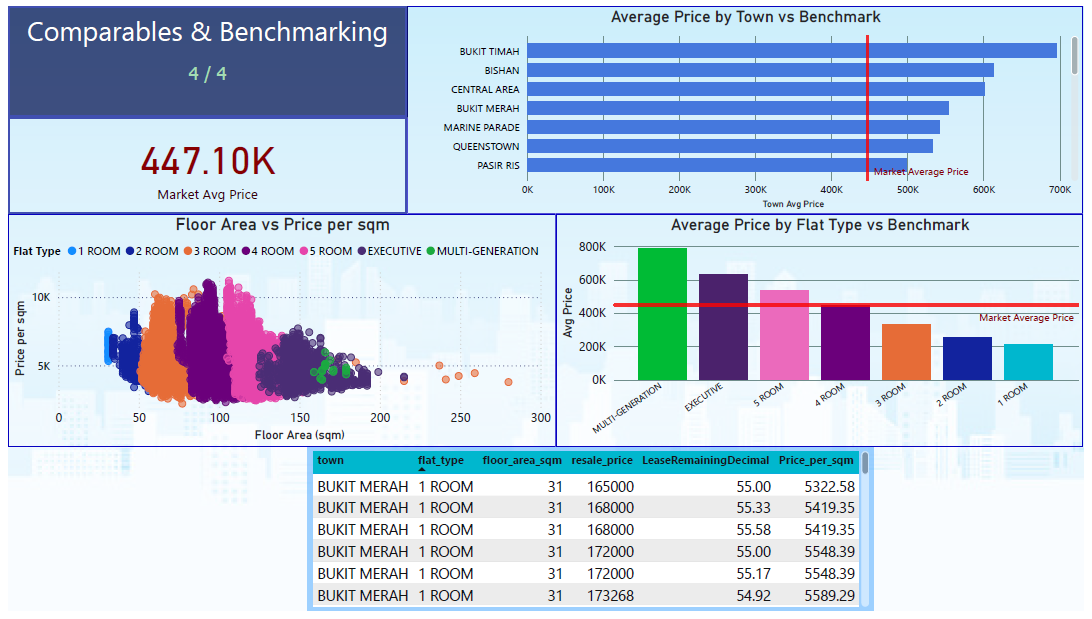 Comparables & Benchmarking
4 / 4
447.10K
Market Avg Price
Average Price by Town vs Benchmark
BUKIT TIMAH
BISHAN
CENTRAL AREA
BUKIT MERAH
MARINE PARADE
QUEENSTOWN
PASIR RIS
Market Average Price
0K 100K 200K 300K 400K 500K 600K 700K
Town Avg Price
Floor Area vs Price per sqm
Flat Type 1 ROOM 2 ROOM 3 ROOM 4 ROOM 5 ROOM EXECUTIVE MULTI-GENERATION
Price per sqm
10K
5K
0 50 100 150 200 250 300
Floor Area (sqm)
Average Price by Flat Type vs Benchmark
Avg Price
800K
600K
400K
200K
0K
Market Average Price
MULTI-GENERATION EXECUTIVE 5 ROOM 4 ROOM 3 ROOM 2 ROOM 1 ROOM
town flat_type floor_area_sqm resale_price LeaseRemainingDecimal Price_per_sqm
BUKIT MERAH 1 ROOM 31 165000 55.00 5322.58
BUKIT MERAH 1 ROOM 31 168000 55.33 5419.35
BUKIT MERAH 1 ROOM 31 168000 55.58 5419.35
BUKIT MERAH 1 ROOM 31 172000 55.00 5548.39
BUKIT MERAH 1 ROOM 31 172000 55.17 5548.39
BUKIT MERAH 1 ROOM 31 173268 54.92 5589.29